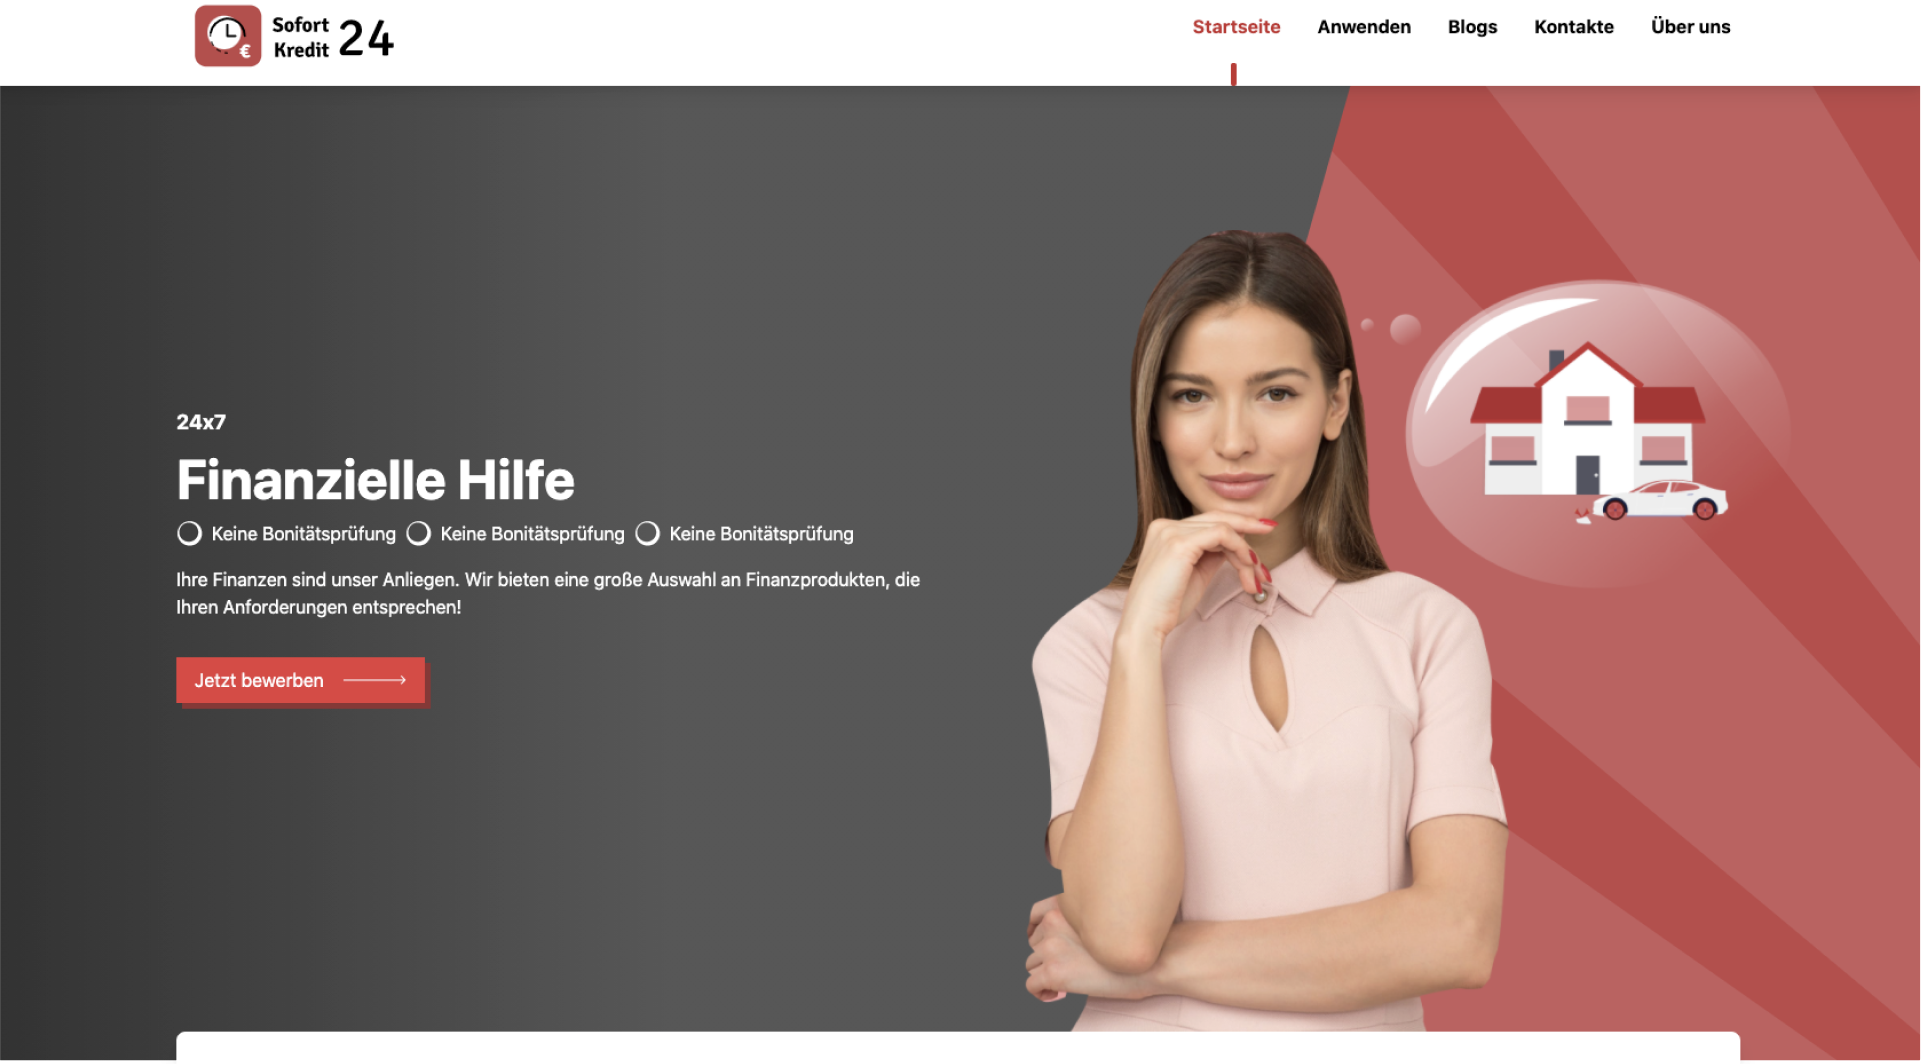 Sofort
Kredit 24
€
Startseite Anwenden Blogs Kontakte Über uns
24x7
Finanzielle Hilfe
Keine Bonitätsprüfung Keine Bonitätsprüfung Keine Bonitätsprüfung
Ihre Finanzen sind unser Anliegen. Wir bieten eine große Auswahl an Finanzprodukten, die
Ihren Anforderungen entsprechen!
Jetzt bewerben